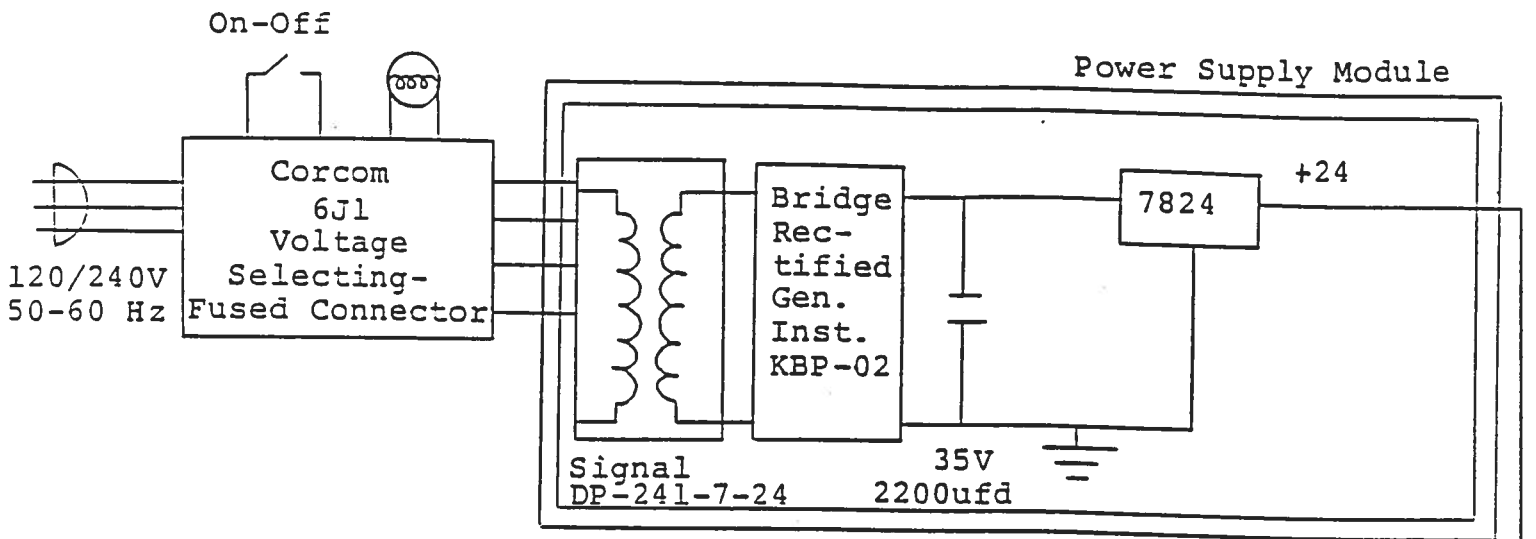 On-Off
Power Supply Module
Corcom
6J1
Voltage
Selecting-
Fused Connector
120/240V
50-60 Hz
Bridge
Rec-
tified
Gen.
Inst.
KBP-02
7824
+24
Signal
DP-241-7-24
35V
2200ufd